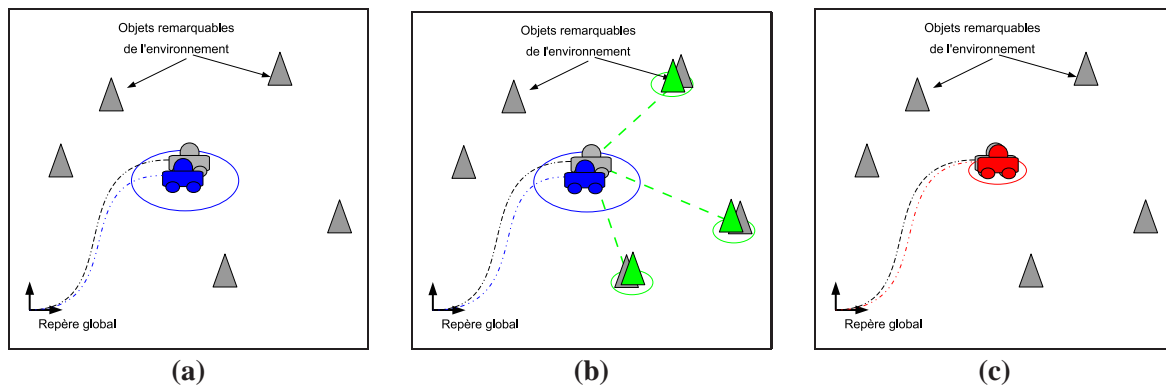 Objets remarquables
de l'environnement
Repère global
(a)
Objets remarquables
de l'environnement
Repère global
(b)
Objets remarquables
de l'environnement
Repère global
(c)